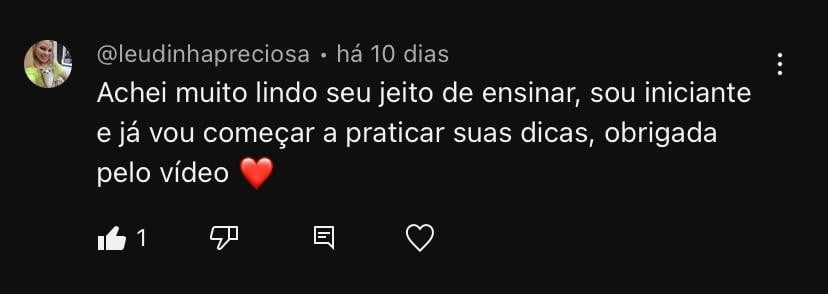 @leudinhapreciosa • há 10 dias
Achei muito lindo seu jeito de ensinar, sou iniciante
e já vou começar a praticar suas dicas, obrigada
pelo vídeo ❤️
1